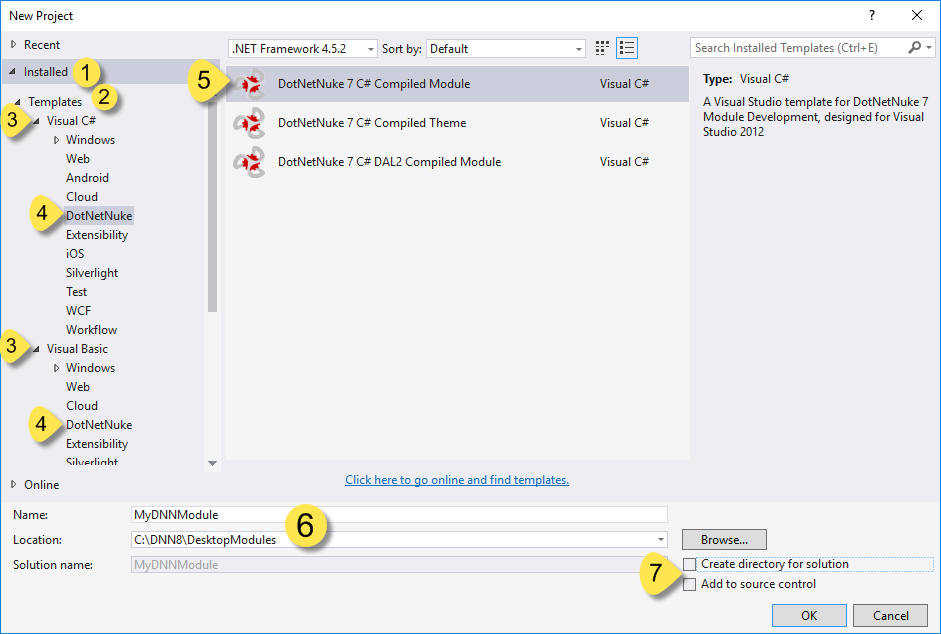 New Project
?
Recent
.NET Framework 4.5.2 Sort by: Default
Search Installed Templates (Ctrl+E)
Installed 1
Templates 2
3 Visual C#
Windows
Web
Android
Cloud
4 DotNetNuke
Extensibility
iOS
Silverlight
Test
WCF
Workflow
3 Visual Basic
Windows
Web
Cloud
4 DotNetNuke
Extensibility
Silverlight
Online
5 DotNetNuke 7 C# Compiled Module Visual C#
DotNetNuke 7 C# Compiled Theme Visual C#
DotNetNuke 7 C# DAL2 Compiled Module Visual C#
Click here to go online and find templates.
Type: Visual C#
A Visual Studio template for DotNetNuke 7
Module Development, designed for Visual
Studio 2012
Name: MyDNNModule
6
Location: C:\DNN8\DesktopModules
Browse...
Solution name: MyDNNModule
7
Create directory for solution
Add to source control
OK Cancel